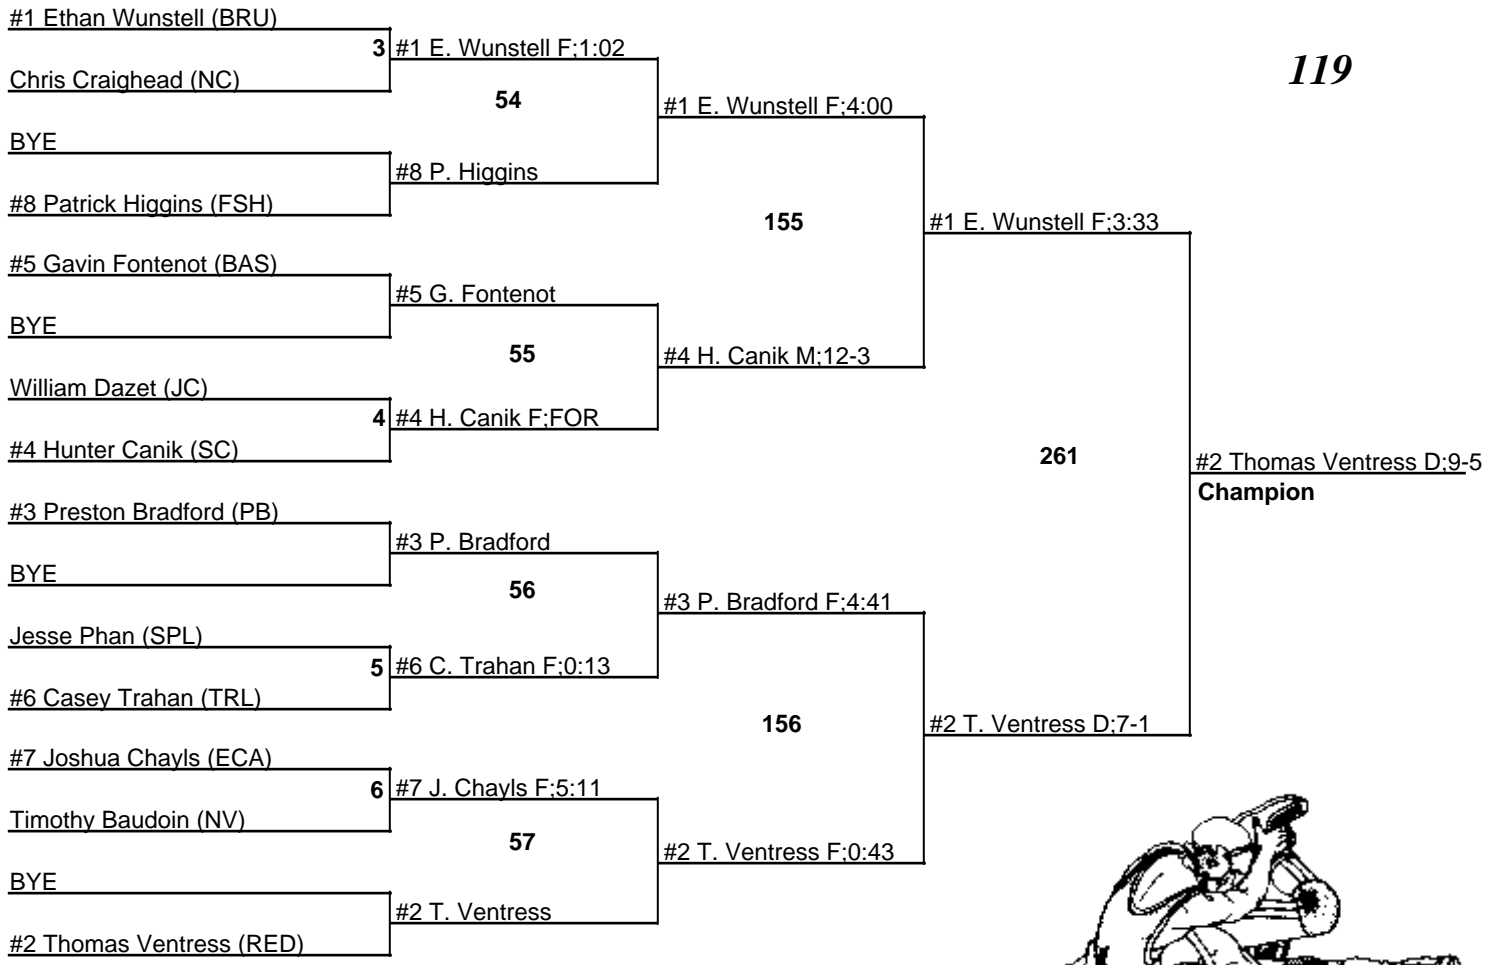 #1 Ethan Wunstell (BRU)
3
#1 E. Wunstell F;1:02
119
Chris Craighead (NC)
54
#1 E. Wunstell F;4:00
BYE
#8 P. Higgins
#8 Patrick Higgins (FSH)
155
#1 E. Wunstell F;3:33
#5 Gavin Fontenot (BAS)
#5 G. Fontenot
BYE
55
#4 H. Canik M;12-3
William Dazet (JC)
4
#4 H. Canik F;FOR
#4 Hunter Canik (SC)
261
#2 Thomas Ventress D;9-5
Champion
#3 Preston Bradford (PB)
#3 P. Bradford
BYE
56
#3 P. Bradford F;4:41
Jesse Phan (SPL)
5
#6 C. Trahan F;0:13
#6 Casey Trahan (TRL)
156
#2 T. Ventress D;7-1
#7 Joshua Chayls (ECA)
6
#7 J. Chayls F;5:11
Timothy Baudoin (NV)
57
#2 T. Ventress F;0:43
BYE
#2 T. Ventress
#2 Thomas Ventress (RED)